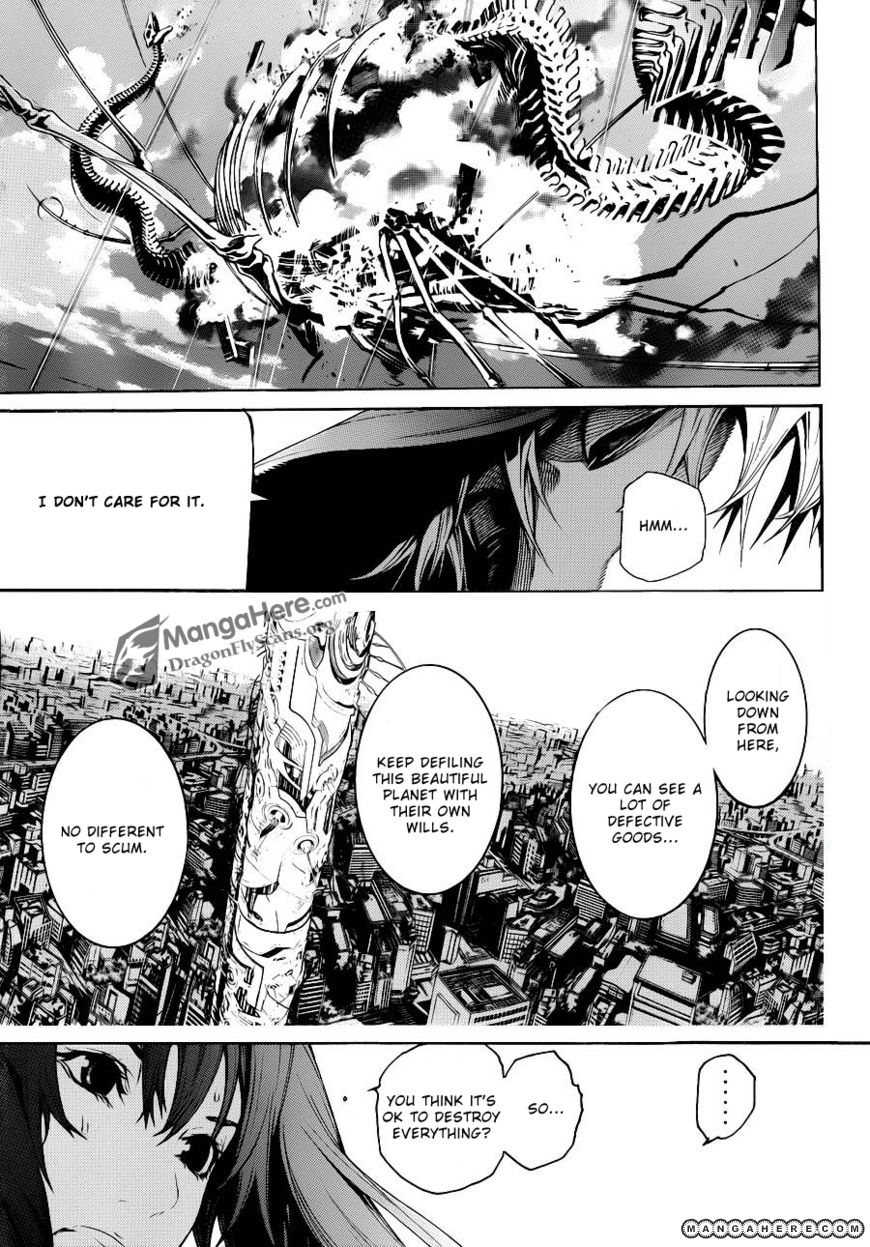 HMM...
I DON'T CARE FOR IT.
MangaHere.com
DragonFlyScans.org
LOOKING
DOWN
FROM
HERE,
YOU CAN SEE A
LOT OF
DEFECTIVE
GOODS...
KEEP DEFILING
THIS BEAUTIFUL
PLANET WITH
THEIR OWN
WILLS.
NO DIFFERENT
TO SCUM.
......
SO...
YOU THINK IT'S
OK TO DESTROY
EVERYTHING?
MANGAHERE.COM